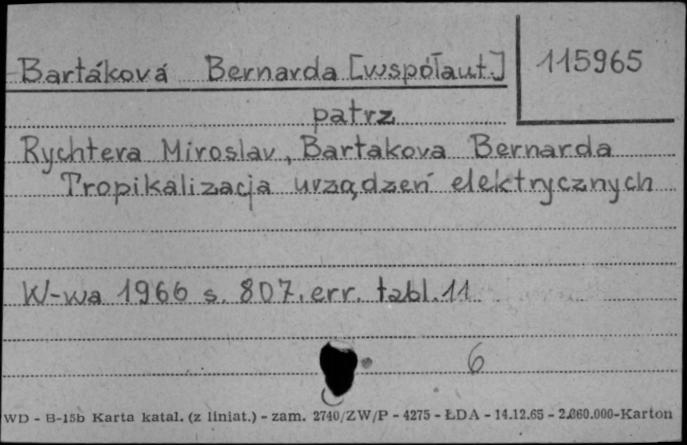 Bartáková Bernarda [współaut.]
115965
patrz
Rychtera Miroslav, Bartakova Bernarda
Tropikalizacja urządzeń elektrycznych
W-wa 1966 s. 807. err. tabl. 11
6
WD - B-15b Karta katal. (z liniat.) - zam. 2740/ZW/P - 4275 - ŁDA - 14.12.65 - 2.060.000-Karton